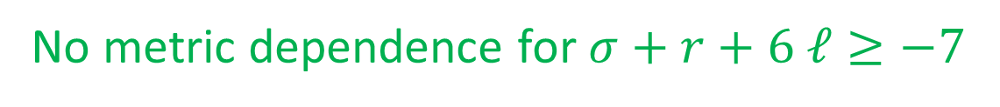 No metric dependence for 𝜎 + 𝑟 + 6 ℓ ≥ −7